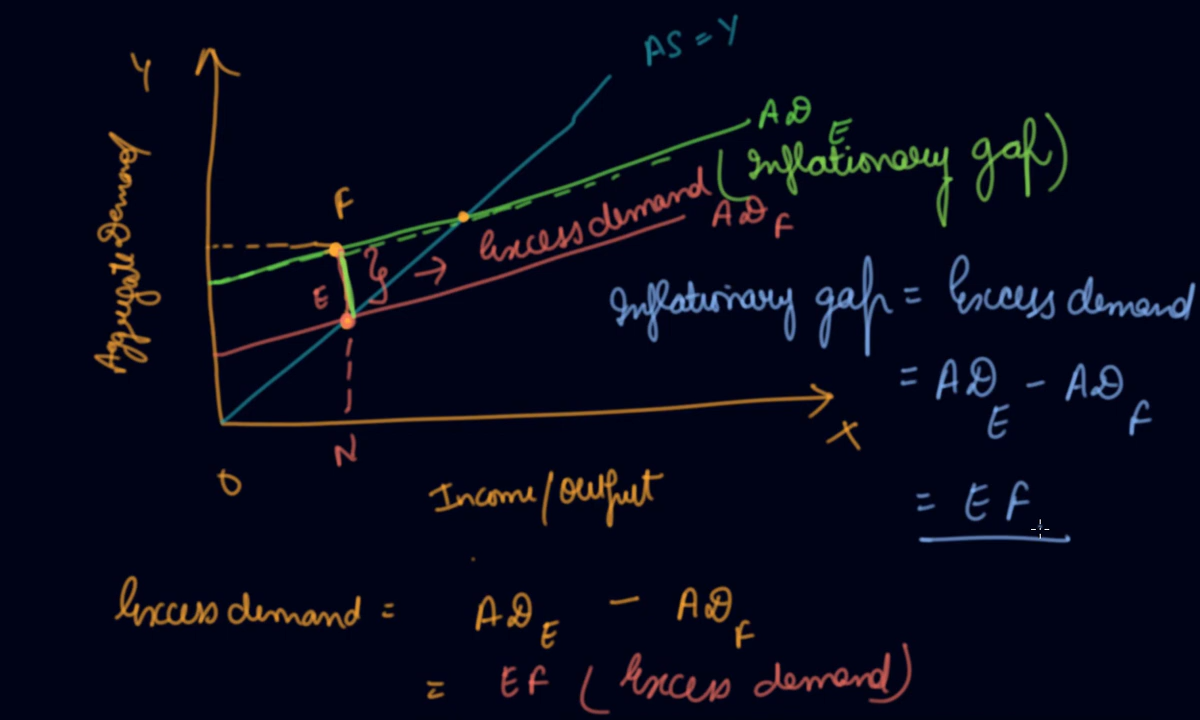 AS = Y
Y
AD E
(Inflationary gap)
F
Excess demand
AD F
Aggregate Demand
E
→
Inflationary gap = Excess demand
= AD E - AD F
= EF
N
X
O
Income/output
Excess demand = AD E - AD F
= EF (Excess demand)